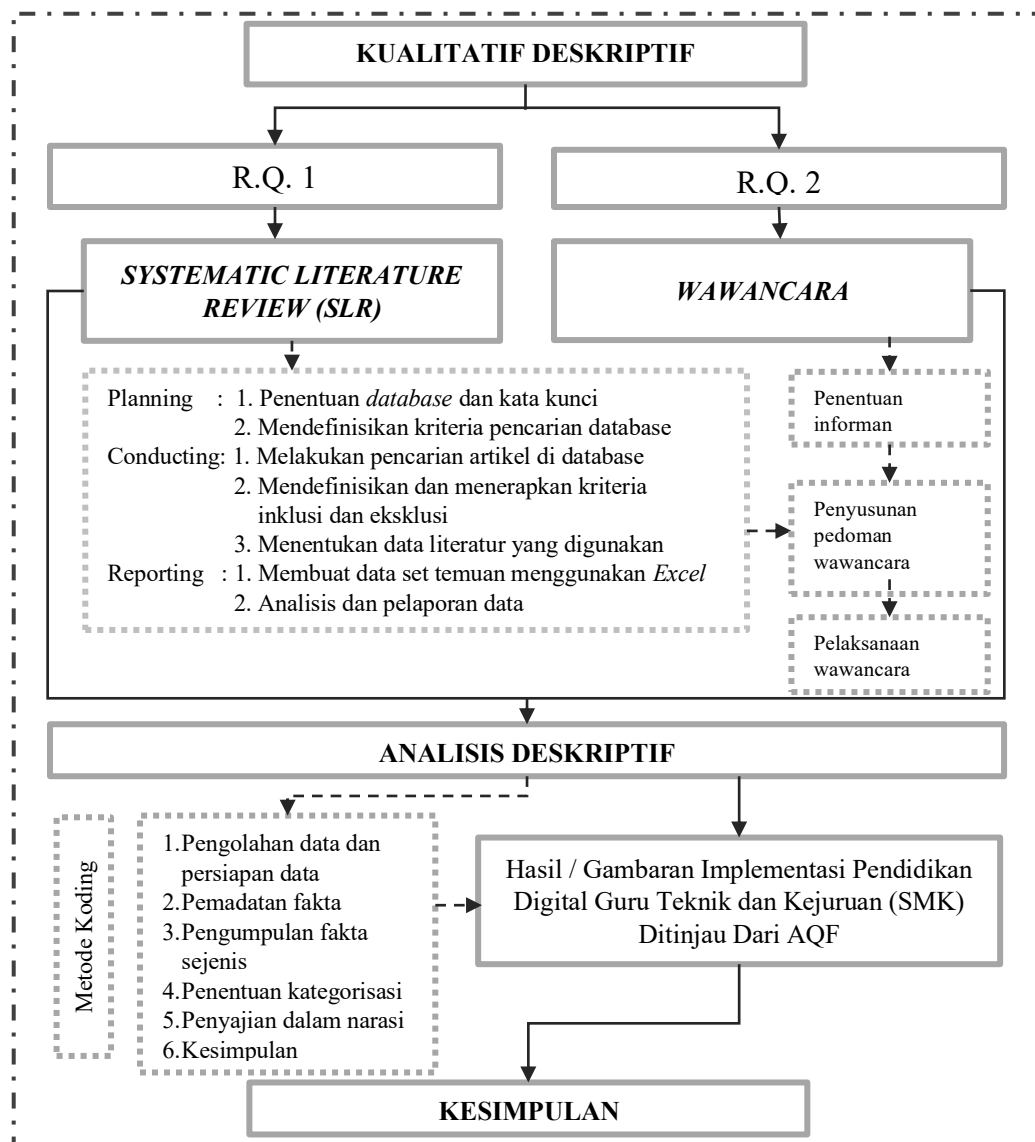 KUALITATIF DESKRIPTIF
R.Q. 1
R.Q. 2
SYSTEMATIC LITERATURE
REVIEW (SLR)
WAWANCARA
Planning : 1. Penentuan database dan kata kunci
2. Mendefinisikan kriteria pencarian database
Conducting: 1. Melakukan pencarian artikel di database
2. Mendefinisikan dan menerapkan kriteria
inklusi dan eksklusi
3. Menentukan data literatur yang digunakan
Reporting : 1. Membuat data set temuan menggunakan Excel
2. Analisis dan pelaporan data
Penentuan
informan
Penyusunan
pedoman
wawancara
Pelaksanaan
wawancara
ANALISIS DESKRIPTIF
Metode Koding
1.Pengolahan data dan
persiapan data
2.Pemadatan fakta
3.Pengumpulan fakta
sejenis
4.Penentuan kategorisasi
5.Penyajian dalam narasi
6.Kesimpulan
Hasil / Gambaran Implementasi Pendidikan
Digital Guru Teknik dan Kejuruan (SMK)
Ditinjau Dari AQF
KESIMPULAN